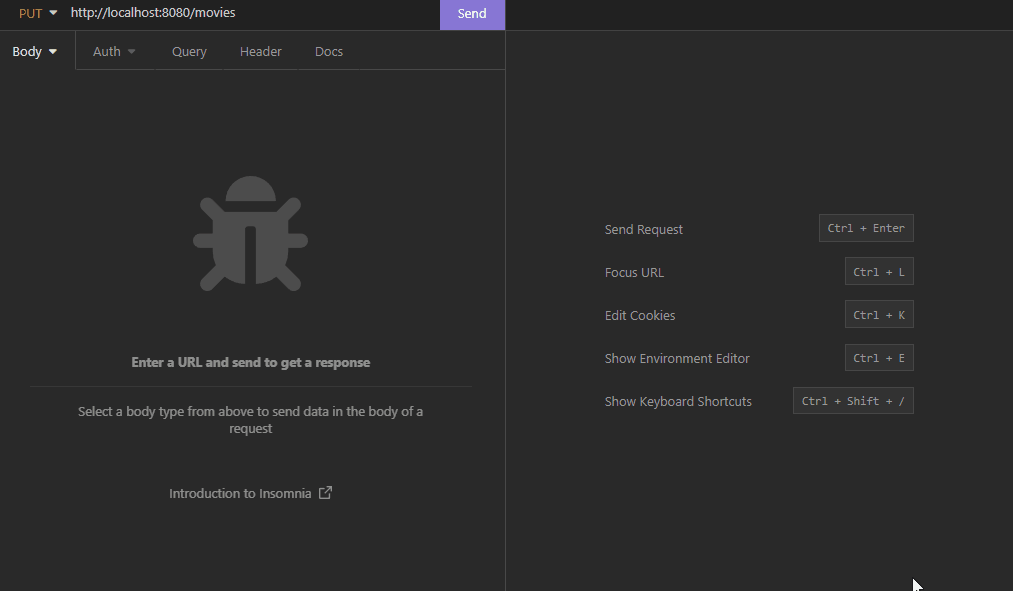 PUT http://localhost:8080/movies Send
Body Auth Query Header Docs
Enter a URL and send to get a response
Select a body type from above to send data in the body of a
request
Introduction to Insomnia
Send Request Ctrl + Enter
Focus URL Ctrl + L
Edit Cookies Ctrl + K
Show Environment Editor Ctrl + E
Show Keyboard Shortcuts Ctrl + Shift + /